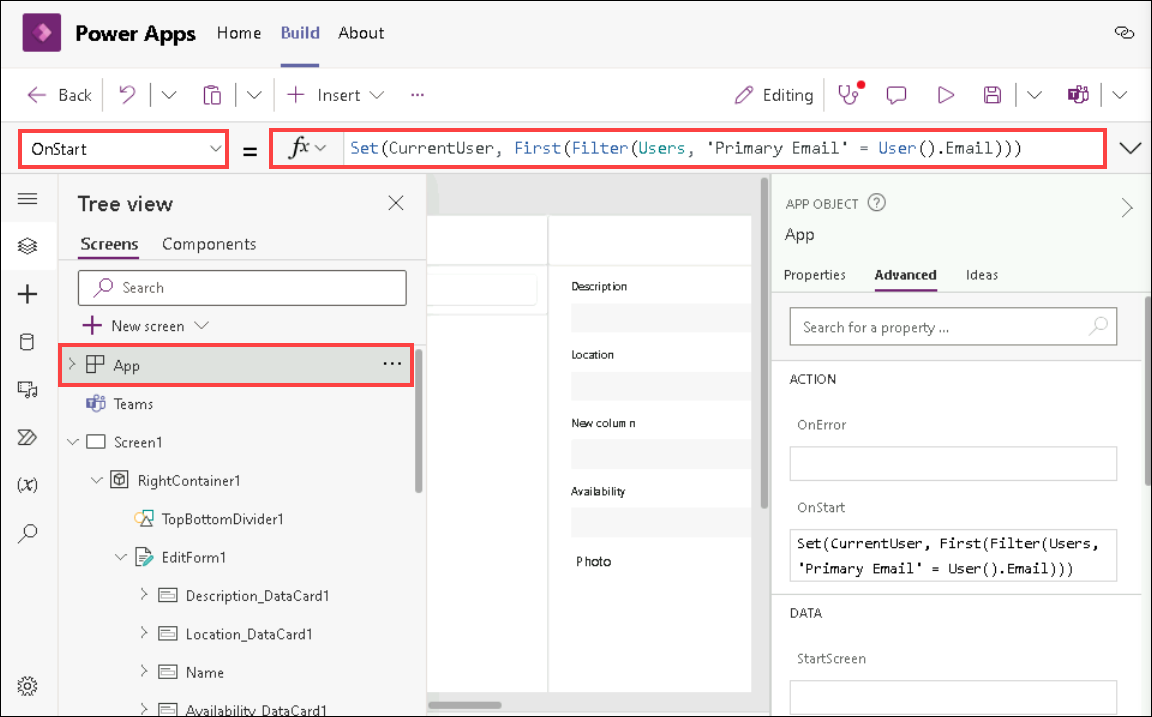 Power Apps Home Build About
Back Insert Editing
OnStart = fx Set(CurrentUser, First(Filter(Users, 'Primary Email' = User().Email)))
Tree view
Screens Components
Search
New screen
App
Teams
Screen1
RightContainer1
TopBottomDivider1
EditForm1
Description_DataCard1
Location_DataCard1
Name
Availability_DataCard1
Description
Location
New column
Availability
Photo
APP OBJECT ?
App
Properties Advanced Ideas
Search for a property ...
ACTION
OnError
OnStart
Set(CurrentUser, First(Filter(Users,
'Primary Email' = User().Email)))
DATA
StartScreen